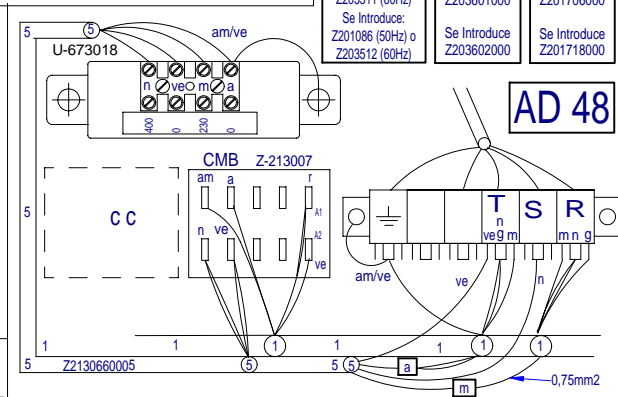 Z203511 (60Hz)
Se Introduce:
Z201086 (50Hz) o
Z203512 (60Hz)
Z203601000
Se Introduce
Z203602000
Z201706000
Se Introduce
Z201718000
AD 48
5
5
am/ve
U-673018
n ve m a
400 0 230 0
CMB Z-213007
am a r
A1
A2
n ve ve
C C
5
T S R
n
ve g m
m n g
am/ve
ve
n
1 1 1 1 1 1 1
5 Z2130660005 5 5 5
a
m
0,75mm2